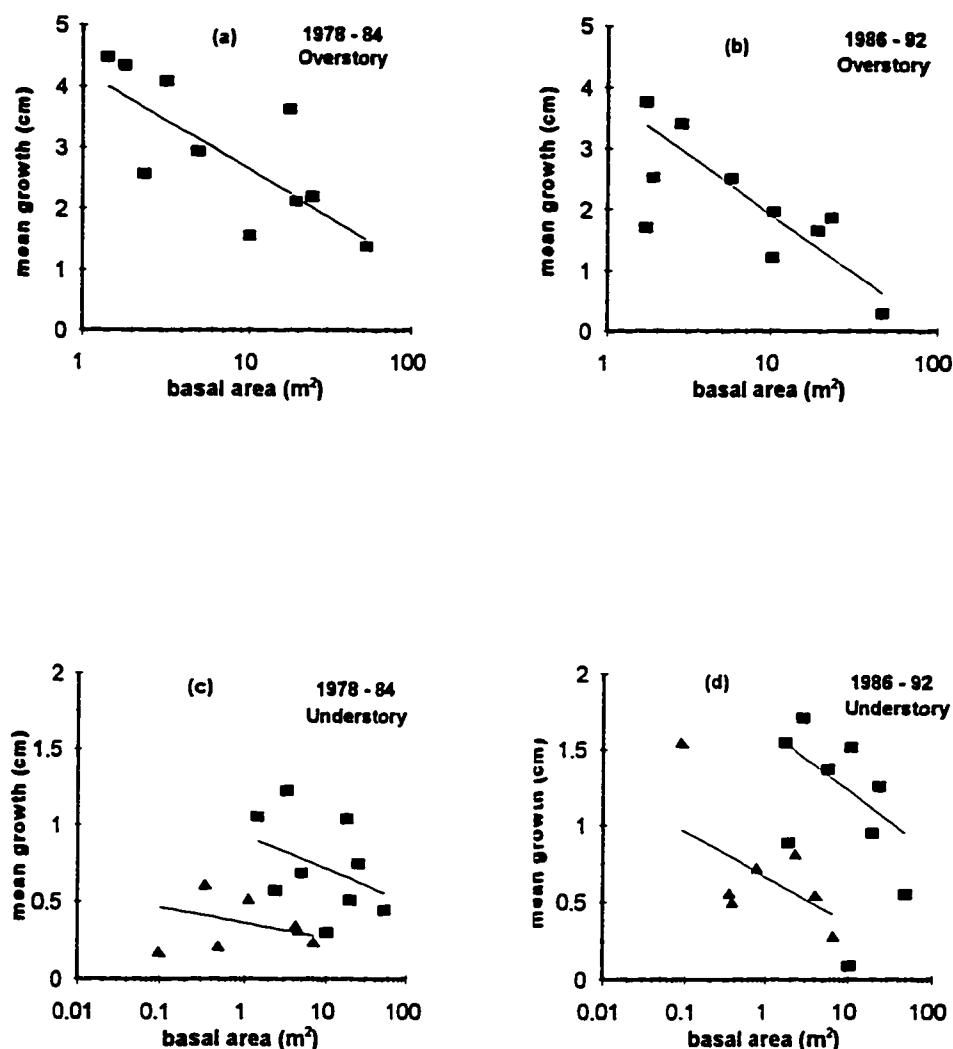 (a)
1978 - 84
Overstory
5
4
3
2
1
0
mean growth (cm)
1
10
100
basal area (m²)
(b)
1986 - 92
Overstory
5
4
3
2
1
0
mean growth (cm)
1
10
100
basal area (m²)
(c)
1978 - 84
Understory
2
1.5
1
0.5
0
mean growth (cm)
0.01
0.1
1
10
100
basal area (m²)
(d)
1986 - 92
Understory
2
1.5
1
0.5
0
mean growth (cm)
0.01
0.1
1
10
100
basal area (m²)